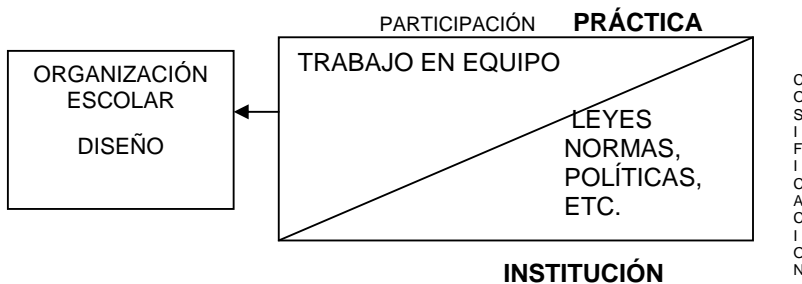 PARTICIPACIÓN PRÁCTICA
ORGANIZACIÓN
ESCOLAR
DISEÑO
TRABAJO EN EQUIPO
LEYES
NORMAS,
POLÍTICAS,
ETC.
INSTITUCIÓN
C
O
S
I
F
I
C
A
C
I
O
N